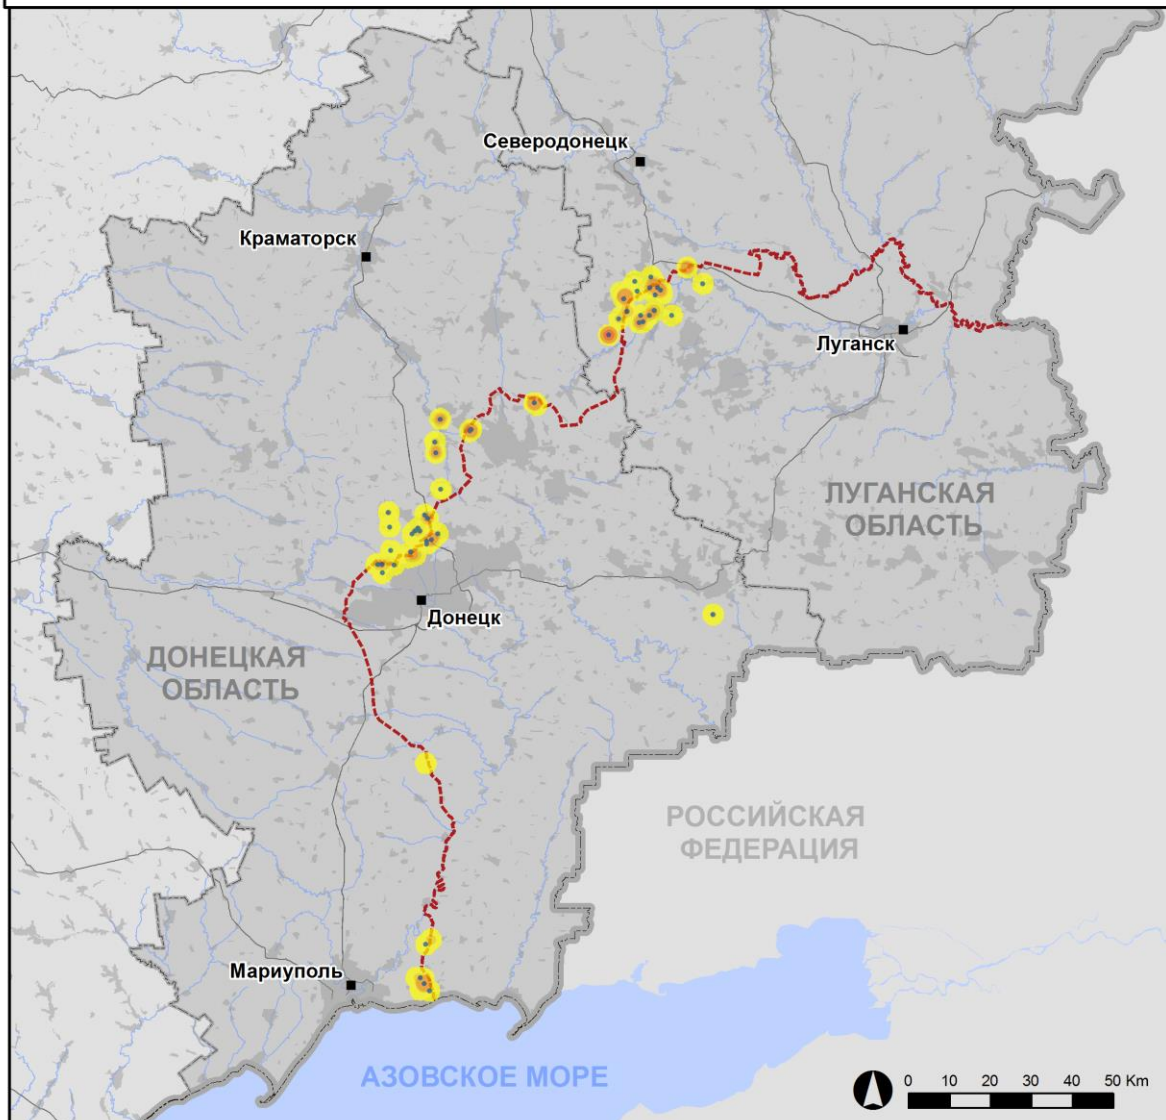 Северодонецк
Краматорск
Луганск
ЛУГАНСКАЯ
ОБЛАСТЬ
Донецк
ДОНЕЦКАЯ
ОБЛАСТЬ
РОССИЙСКАЯ
ФЕДЕРАЦИЯ
Мариуполь
АЗОВСКОЕ МОРЕ
0 10 20 30 40 50 Km